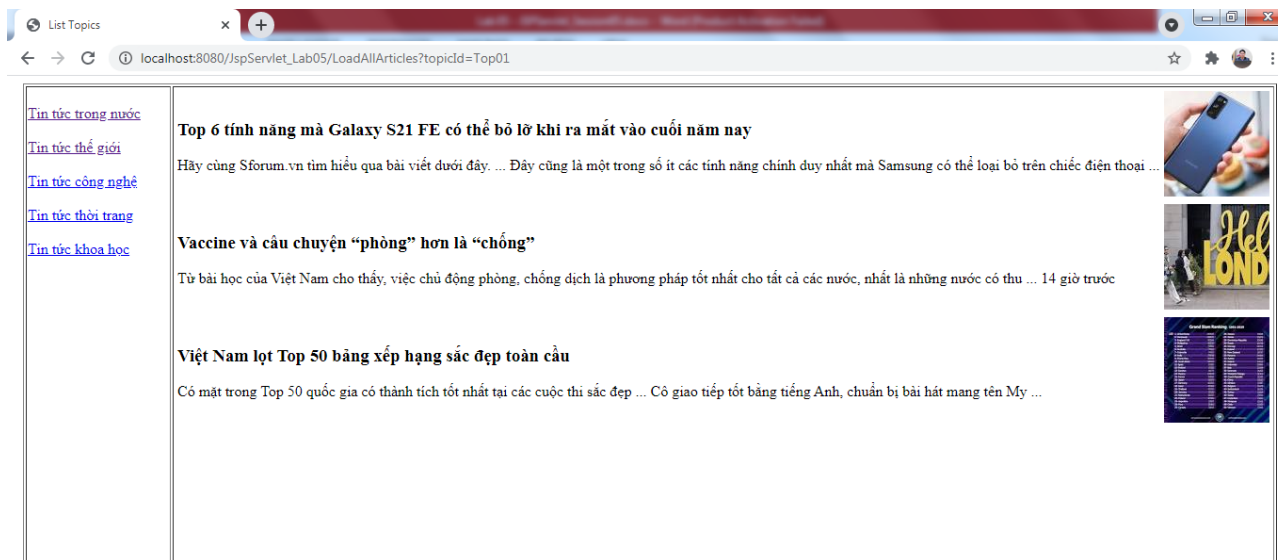 List Topics
localhost:8080/JspServlet_Lab05/LoadAllArticles?topicId=Top01
Tin tức trong nước
Tin tức thế giới
Tin tức công nghệ
Tin tức thời trang
Tin tức khoa học
Top 6 tính năng mà Galaxy S21 FE có thể bỏ lỡ khi ra mắt vào cuối năm nay
Hãy cùng Sforum.vn tìm hiểu qua bài viết dưới đây. ... Đây cũng là một trong số ít các tính năng chính duy nhất mà Samsung có thể loại bỏ trên chiếc điện thoại ...
Vaccine và câu chuyện “phòng” hơn là “chống”
Từ bài học của Việt Nam cho thấy, việc chủ động phòng, chống dịch là phương pháp tốt nhất cho tất cả các nước, nhất là những nước có thu ... 14 giờ trước
Hel
LOND
Việt Nam lọt Top 50 bảng xếp hạng sắc đẹp toàn cầu
Có mặt trong Top 50 quốc gia có thành tích tốt nhất tại các cuộc thi sắc đẹp ... Cô giao tiếp tốt bằng tiếng Anh, chuẩn bị bài hát mang tên My ...